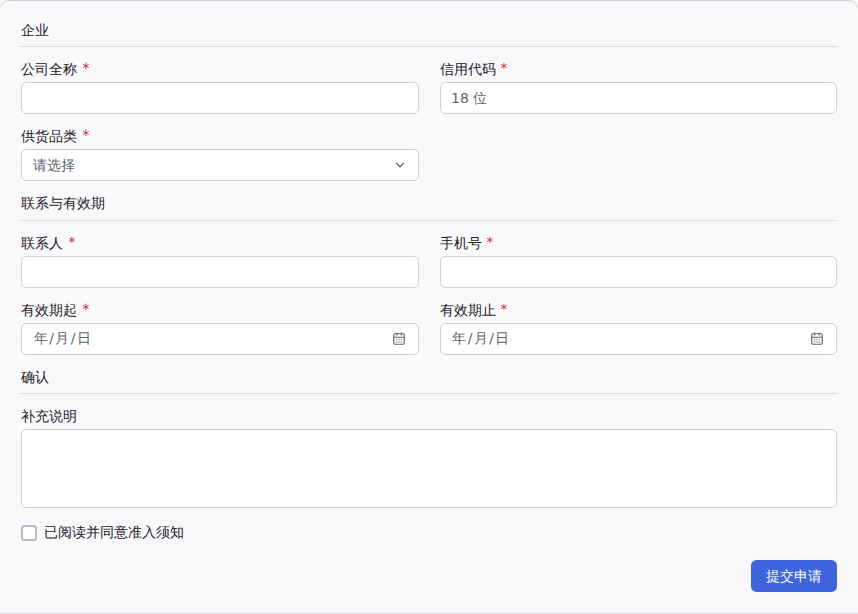 企业
公司全称 * 信用代码 *
18 位
供货品类 *
请选择
联系与有效期
联系人 * 手机号 *
有效期起 * 有效期止 *
年/月/日 年/月/日
确认
补充说明
已阅读并同意准入须知
提交申请